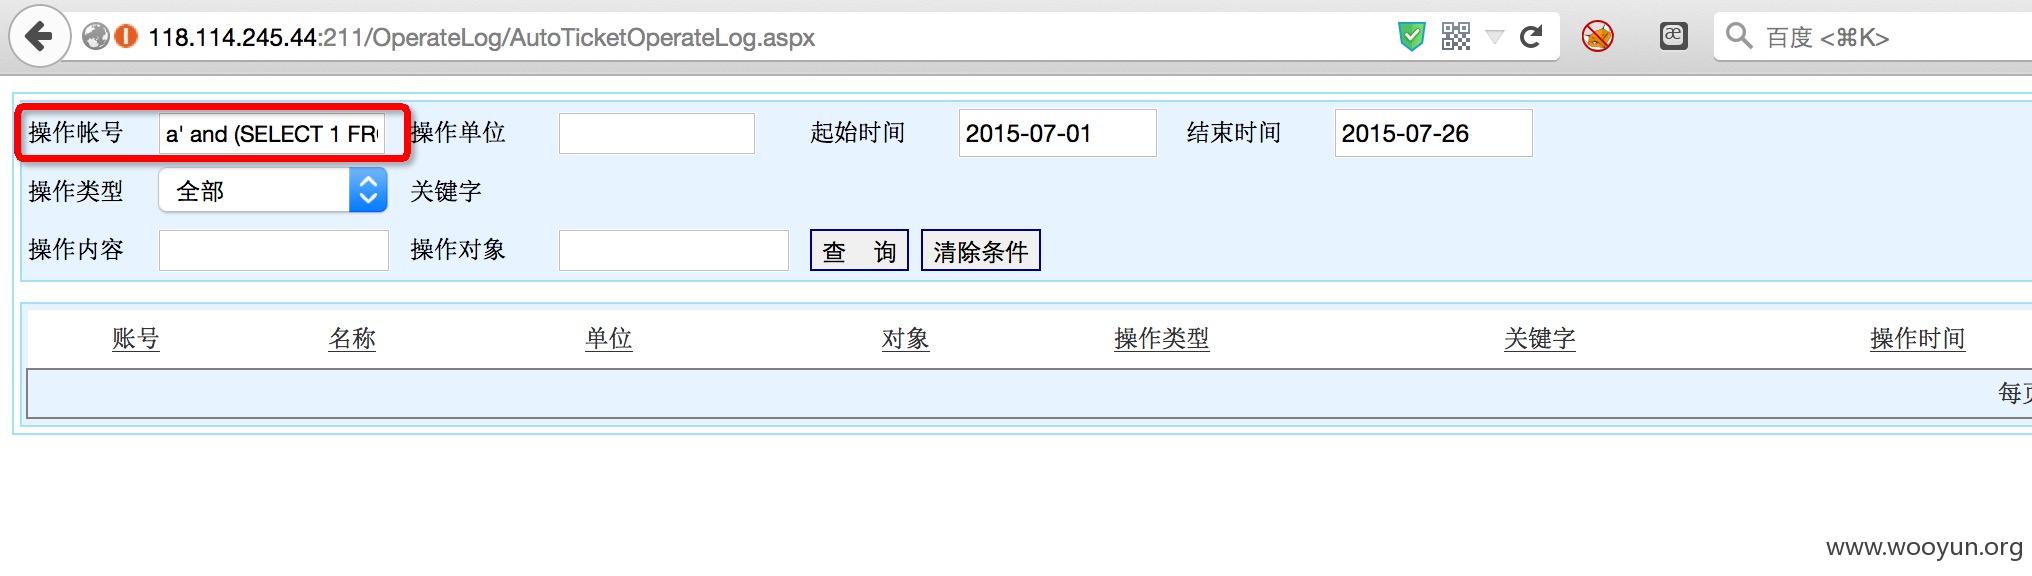 118.114.245.44:211/OperateLog/AutoTicketOperateLog.aspx 百度 <⌘K>
操作帐号 a' and (SELECT 1 FR 操作单位 起始时间 2015-07-01 结束时间 2015-07-26
操作类型 全部 关键字
操作内容 操作对象 查 询 清除条件
账号 名称 单位 对象 操作类型 关键字 操作时间
每
www.wooyun.org